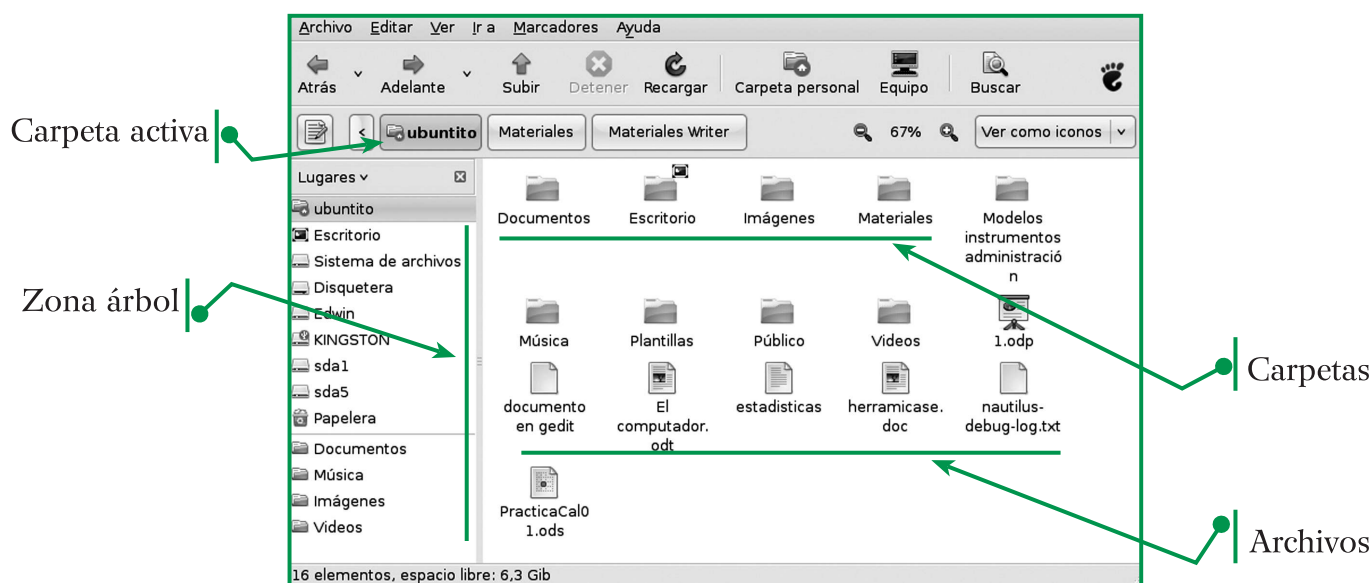 Archivo Editar Ver Ir a Marcadores Ayuda
Atrás Adelante Subir Detener Recargar Carpeta personal Equipo Buscar
Carpeta activa
< ubuntito Materiales Materiales Writer 67% Ver como iconos
Lugares
ubuntito
Escritorio
Sistema de archivos
Disquetera
Edwin
KINGSTON
sda1
sda5
Papelera
Documentos
Música
Imágenes
Videos
Zona árbol
Documentos Escritorio Imágenes Materiales Modelos
instrumentos
administració
n
Música Plantillas Público Videos 1.odp
documento El estadisticas herramicase. nautilus-
en gedit computador. doc debug-log.txt
odt
PracticaCal0
1.ods
Carpetas
Archivos
16 elementos, espacio libre: 6,3 Gib